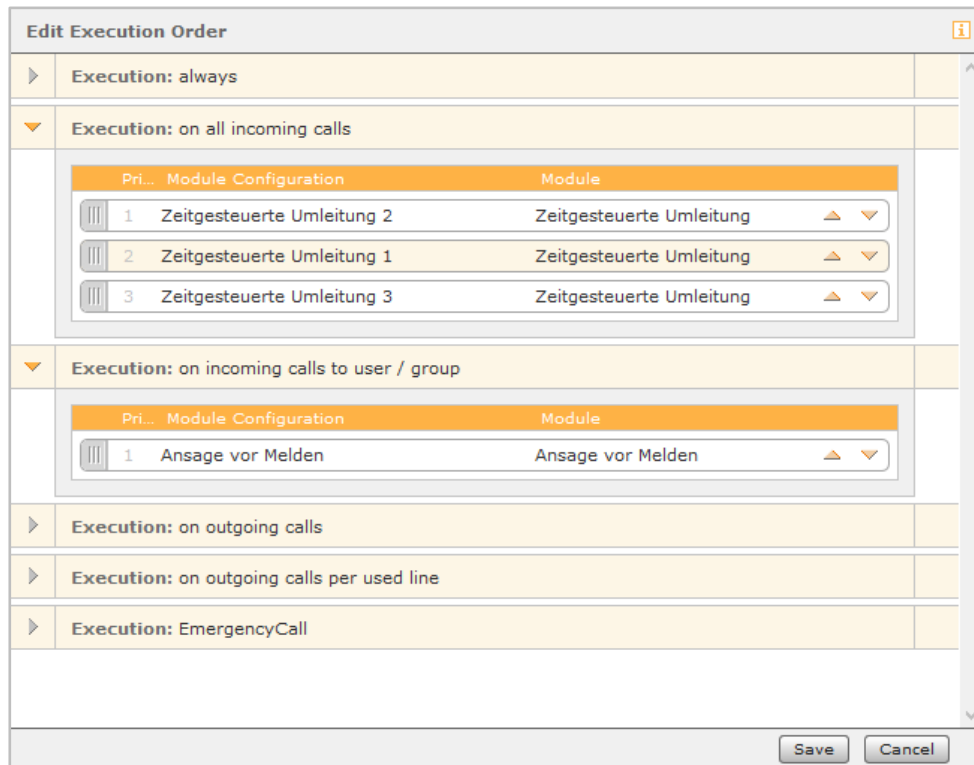 Edit Execution Order
Execution: always
Execution: on all incoming calls
Pri... Module Configuration Module
1 Zeitgesteuerte Umleitung 2 Zeitgesteuerte Umleitung
2 Zeitgesteuerte Umleitung 1 Zeitgesteuerte Umleitung
3 Zeitgesteuerte Umleitung 3 Zeitgesteuerte Umleitung
Execution: on incoming calls to user / group
Pri... Module Configuration Module
1 Ansage vor Melden Ansage vor Melden
Execution: on outgoing calls
Execution: on outgoing calls per used line
Execution: EmergencyCall
Save Cancel